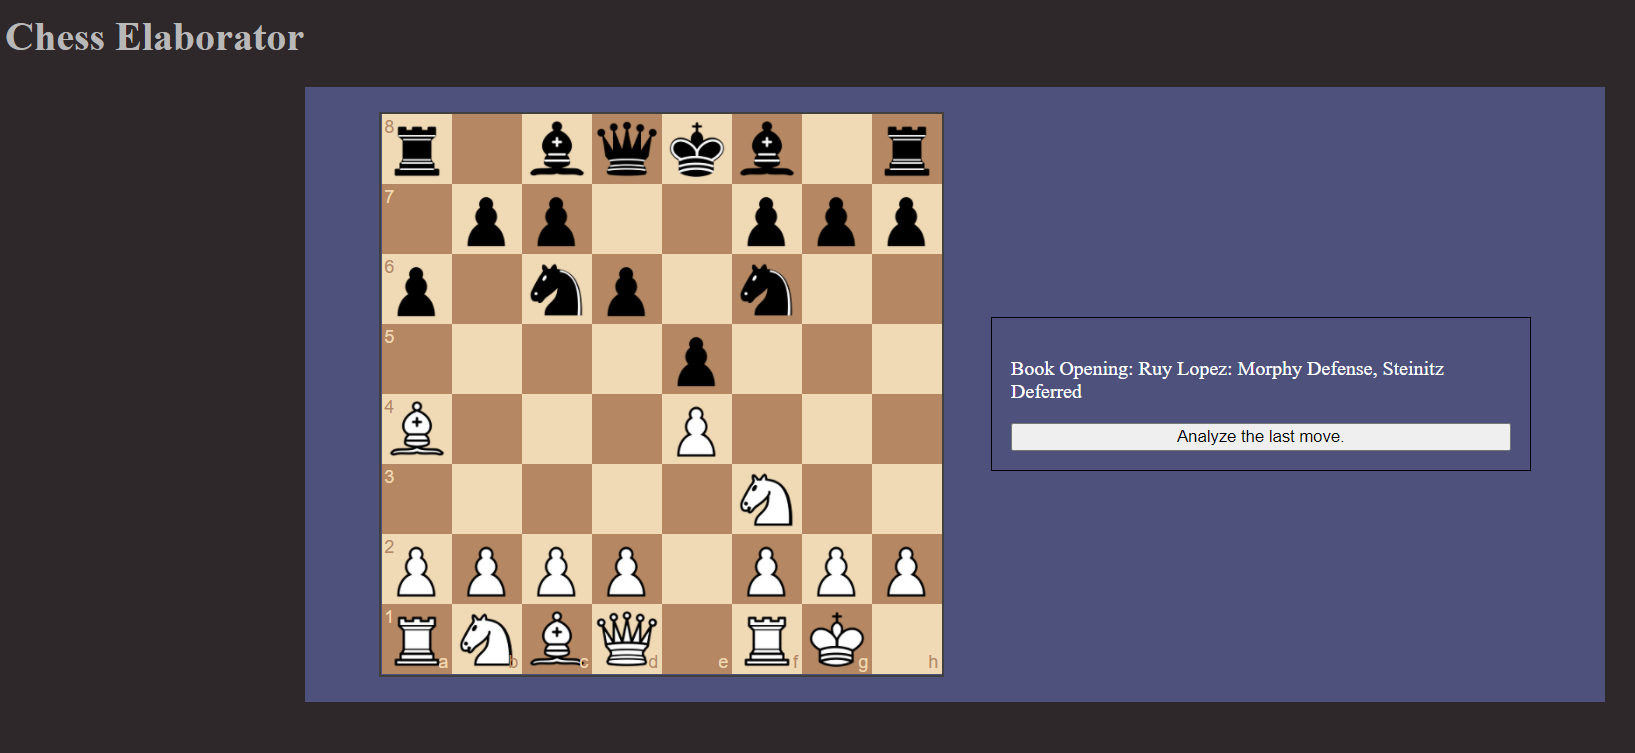 Chess Elaborator
8
7
6
5
4
3
2
1
a b c d e f g h
Book Opening: Ruy Lopez: Morphy Defense, Steinitz
Deferred
Analyze the last move.